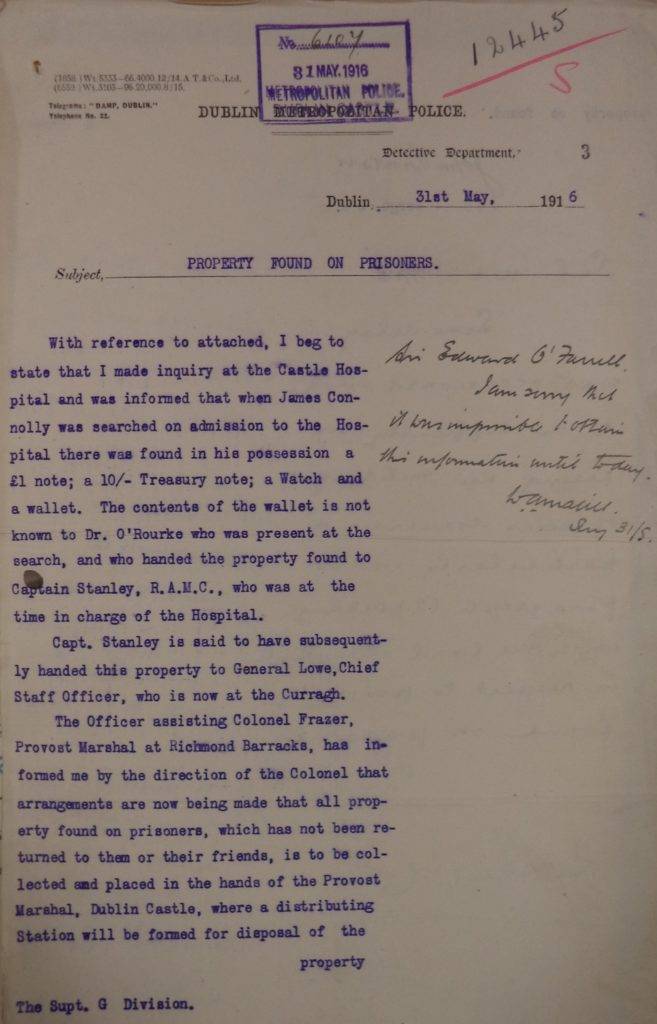 No. 6107
31 MAY. 1916
METROPOLITAN POLICE.
12445
S
(1858) Wt. 5333—66.4000.12/14. A.T. & Co., Ltd.
(6559) Wt. 3103—96.20,000.8/15.
Telegrams: "DAMP, DUBLIN."
Telephone No. 22.
DUBLIN METROPOLITAN POLICE.
Detective Department,
3
Dublin 31st May, 1916
Subject, PROPERTY FOUND ON PRISONERS.
With reference to attached, I beg to
state that I made inquiry at the Castle Hos-
pital and was informed that when James Con-
nolly was searched on admission to the Hos-
pital there was found in his possession a
£1 note; a 10/- Treasury note; a Watch and
a wallet. The contents of the wallet is not
known to Dr. O'Rourke who was present at the
search, and who handed the property found to
Captain Stanley, R.A.M.C., who was at the
time in charge of the Hospital.
Capt. Stanley is said to have subsequent-
ly handed this property to General Lowe,Chief
Staff Officer, who is now at the Curragh.
The Officer assisting Colonel Frazer,
Provost Marshal at Richmond Barracks, has in-
formed me by the direction of the Colonel that
arrangements are now being made that all prop-
erty found on prisoners, which has not been re-
turned to them or their friends, is to be col-
lected and placed in the hands of the Provost
Marshal, Dublin Castle, where a distributing
Station will be formed for disposal of the
property
The Supt. G Division.
Sir Edward O'Farrell.
I am sorry that
it was impossible to obtain
this information until today.
31/5.